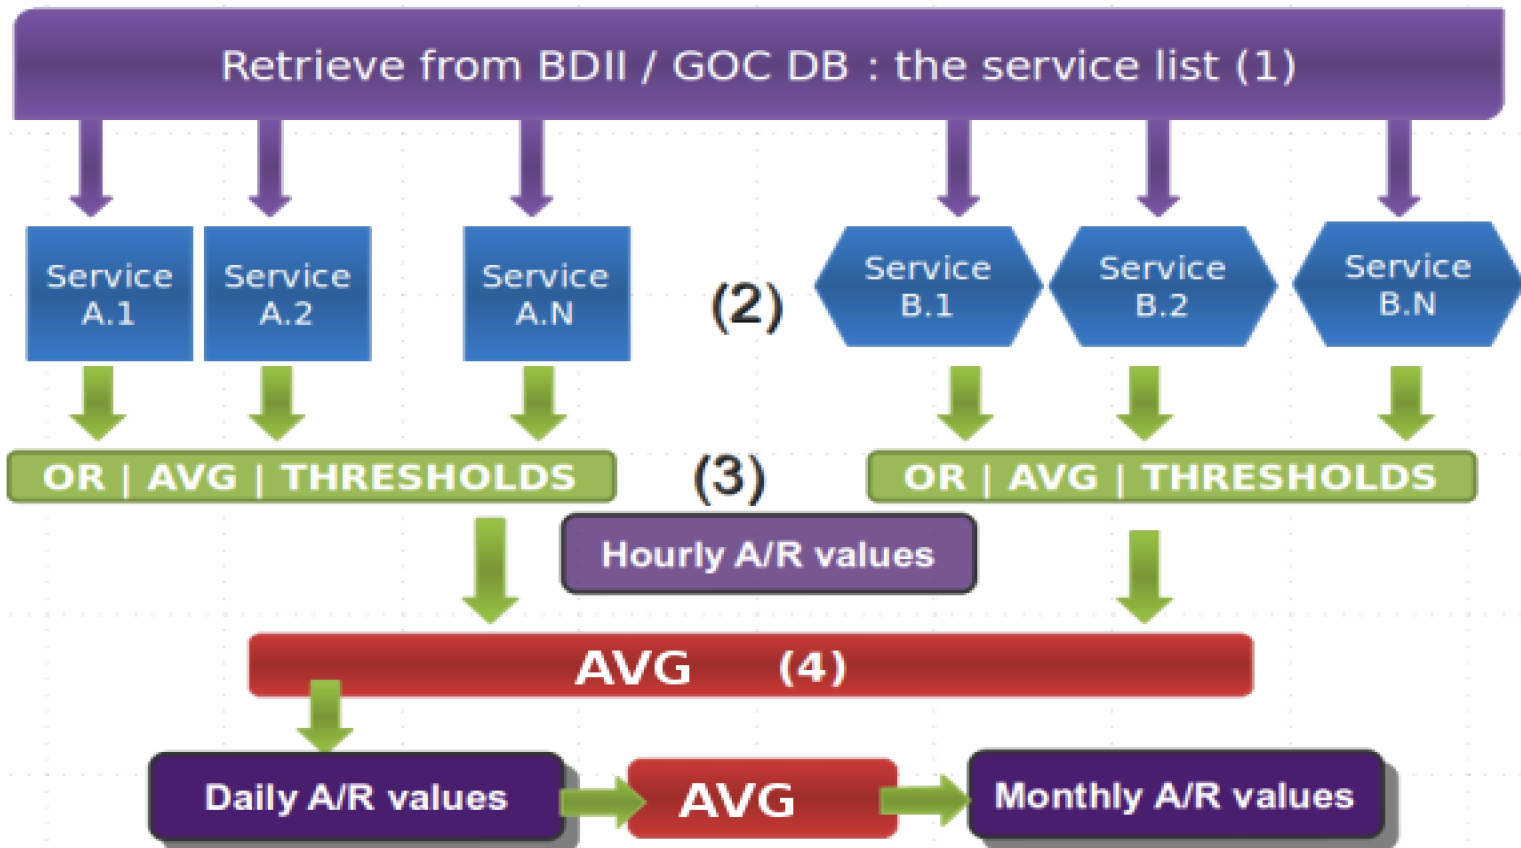 Retrieve from BDII / GOC DB : the service list (1)
Service
A.1
Service
A.2
Service
A.N
(2)
Service
B.1
Service
B.2
Service
B.N
OR | AVG | THRESHOLDS
(3)
OR | AVG | THRESHOLDS
Hourly A/R values
AVG (4)
Daily A/R values
AVG
Monthly A/R values